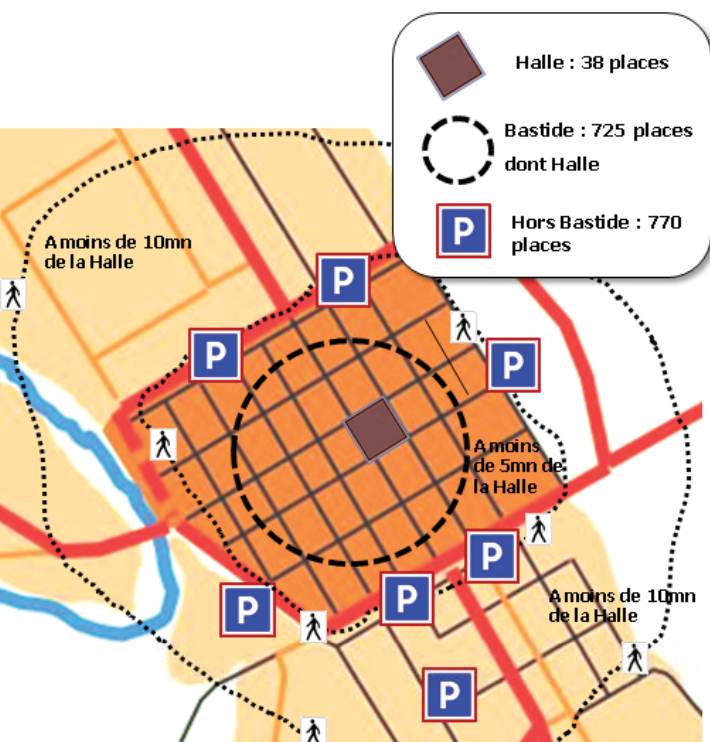 Halle : 38 places
Bastide : 725 places
dont Halle
P
Hors Bastide : 770
places
A moins de 10mn
de la Halle
P
P
P
A moins
de 5mn de
la Halle
P
P
P
A moins de 10mn
de la Halle
P